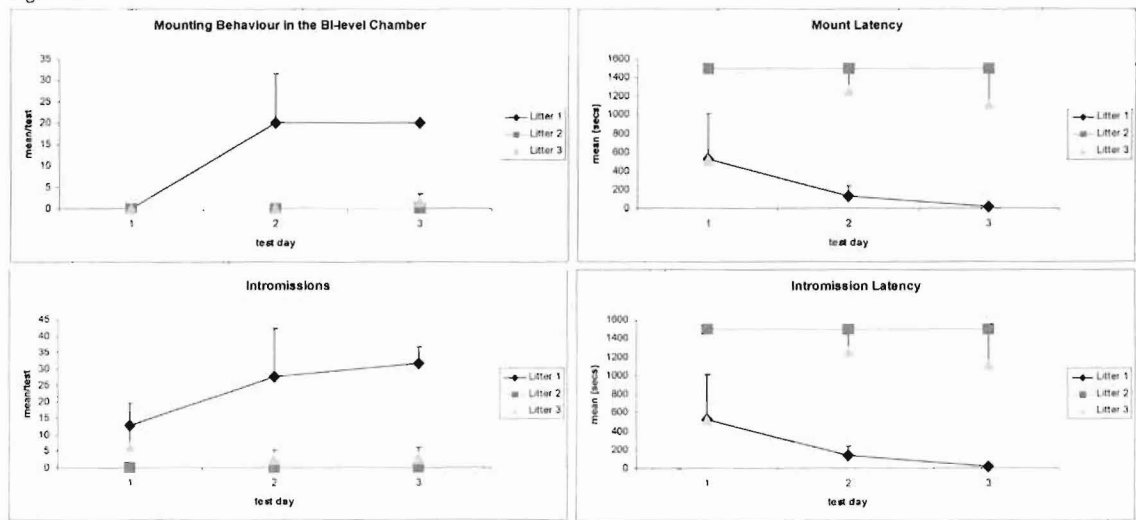 Mounting Behaviour in the BI-level Chamber
35
30
25
20
15
10
5
0
mean/test
1
2
3
test day
Litter 1
Litter 2
Litter 3
Mount Latency
1600
1400
1200
1000
800
600
400
200
0
mean (secs)
1
2
3
test day
Litter 1
Litter 2
Litter 3
Intromissions
45
40
35
30
25
20
15
10
5
0
mean/test
1
2
3
test day
Litter 1
Litter 2
Litter 3
Intromission Latency
1600
1400
1200
1000
800
600
400
200
0
mean (secs)
1
2
3
test day
Litter 1
Litter 2
Litter 3